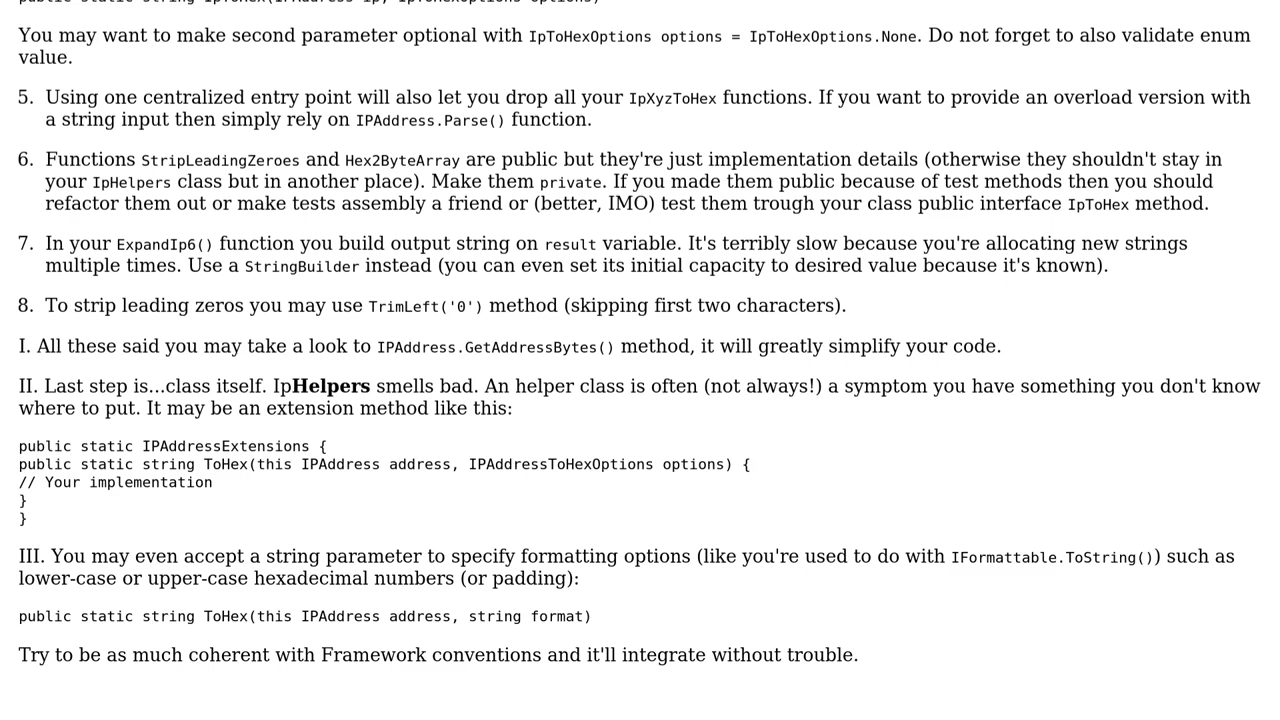 public static string IpToHex(IPAddress ip, IpToHexOptions options)
You may want to make second parameter optional with IpToHexOptions options = IpToHexOptions.None. Do not forget to also validate enum
value.
5. Using one centralized entry point will also let you drop all your IpXyzToHex functions. If you want to provide an overload version with
a string input then simply rely on IPAddress.Parse() function.
6. Functions StripLeadingZeroes and Hex2ByteArray are public but they're just implementation details (otherwise they shouldn't stay in
your IpHelpers class but in another place). Make them private. If you made them public because of test methods then you should
refactor them out or make tests assembly a friend or (better, IMO) test them trough your class public interface IpToHex method.
7. In your ExpandIp6() function you build output string on result variable. It's terribly slow because you're allocating new strings
multiple times. Use a StringBuilder instead (you can even set its initial capacity to desired value because it's known).
8. To strip leading zeros you may use TrimLeft('0') method (skipping first two characters).
I. All these said you may take a look to IPAddress.GetAddressBytes() method, it will greatly simplify your code.
II. Last step is...class itself. IpHelpers smells bad. An helper class is often (not always!) a symptom you have something you don't know
where to put. It may be an extension method like this:
public static IPAddressExtensions {
public static string ToHex(this IPAddress address, IPAddressToHexOptions options) {
// Your implementation
}
}
III. You may even accept a string parameter to specify formatting options (like you're used to do with IFormattable.ToString()) such as
lower-case or upper-case hexadecimal numbers (or padding):
public static string ToHex(this IPAddress address, string format)
Try to be as much coherent with Framework conventions and it'll integrate without trouble.